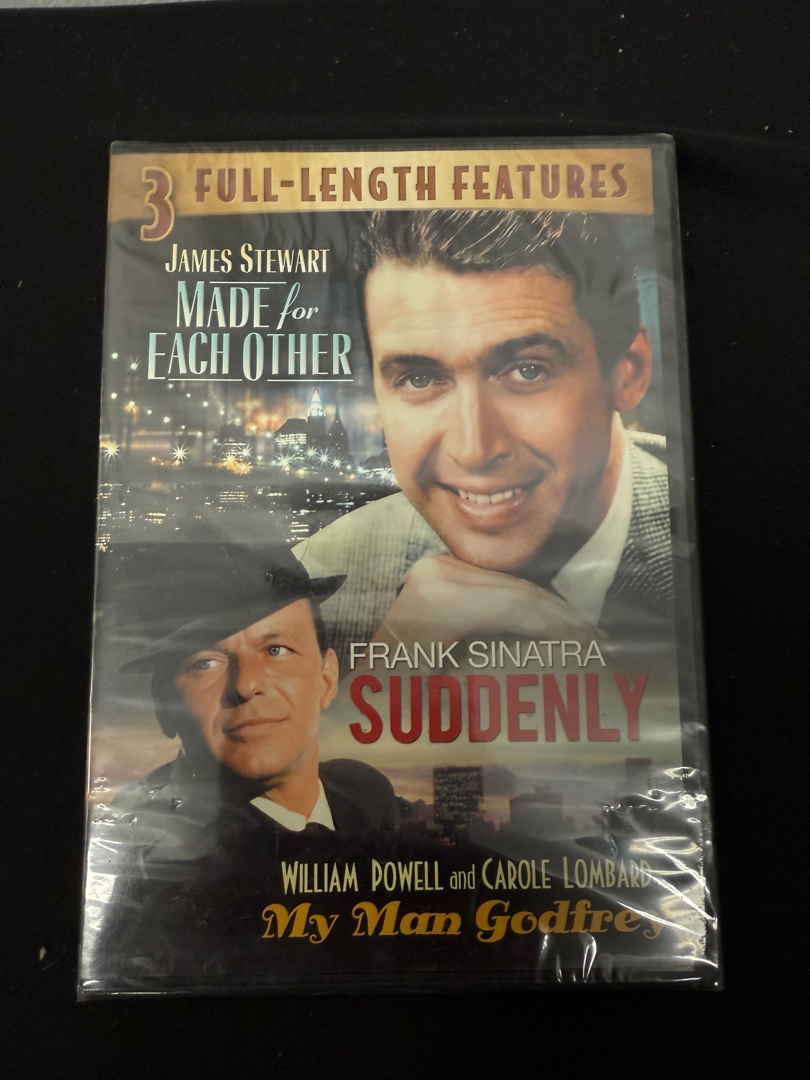 3 FULL-LENGTH FEATURES
JAMES STEWART
MADE for
EACH OTHER
FRANK SINATRA
SUDDENLY
WILLIAM POWELL and CAROLE LOMBARD
My Man Godfrey